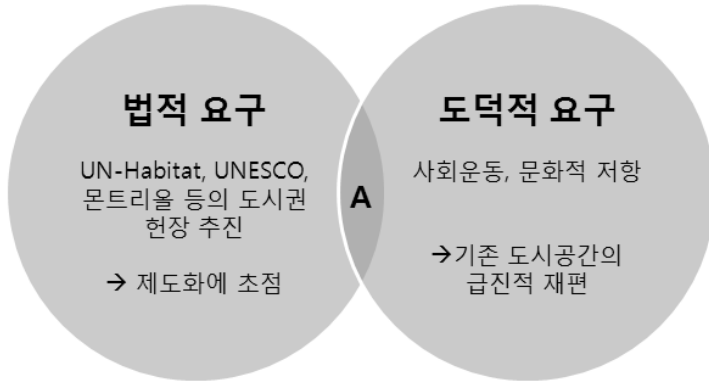 법적 요구
UN-Habitat, UNESCO,
몬트리올 등의 도시권
헌장 추진
→ 제도화에 초점
A
도덕적 요구
사회운동, 문화적 저항
→기존 도시공간의
급진적 재편